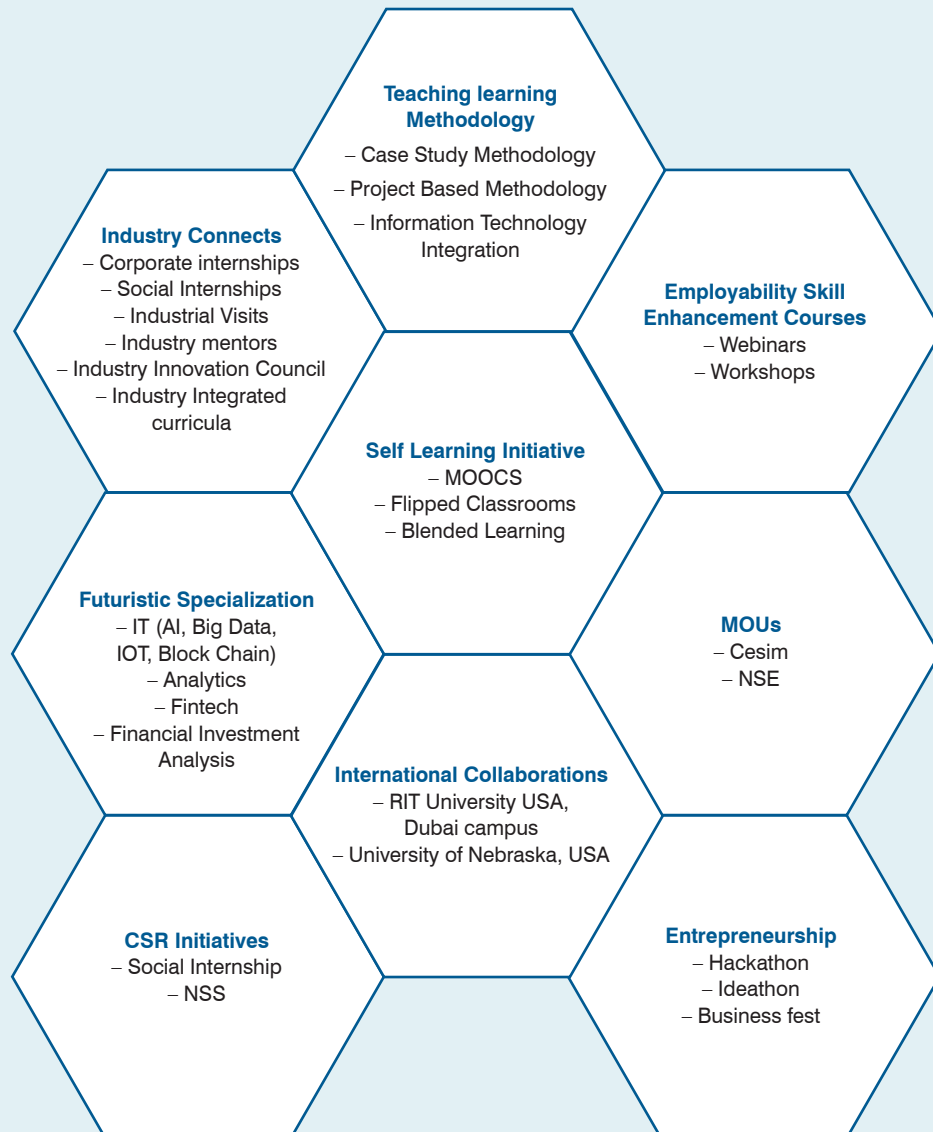 Teaching learning
Methodology
– Case Study Methodology
– Project Based Methodology
– Information Technology
Integration
Industry Connects
– Corporate internships
– Social Internships
– Industrial Visits
– Industry mentors
– Industry Innovation Council
– Industry Integrated
curricula
Employability Skill
Enhancement Courses
– Webinars
– Workshops
Self Learning Initiative
– MOOCS
– Flipped Classrooms
– Blended Learning
Futuristic Specialization
– IT (AI, Big Data,
IOT, Block Chain)
– Analytics
– Fintech
– Financial Investment
Analysis
MOUs
– Cesim
– NSE
International Collaborations
– RIT University USA,
Dubai campus
– University of Nebraska, USA
CSR Initiatives
– Social Internship
– NSS
Entrepreneurship
– Hackathon
– Ideathon
– Business fest